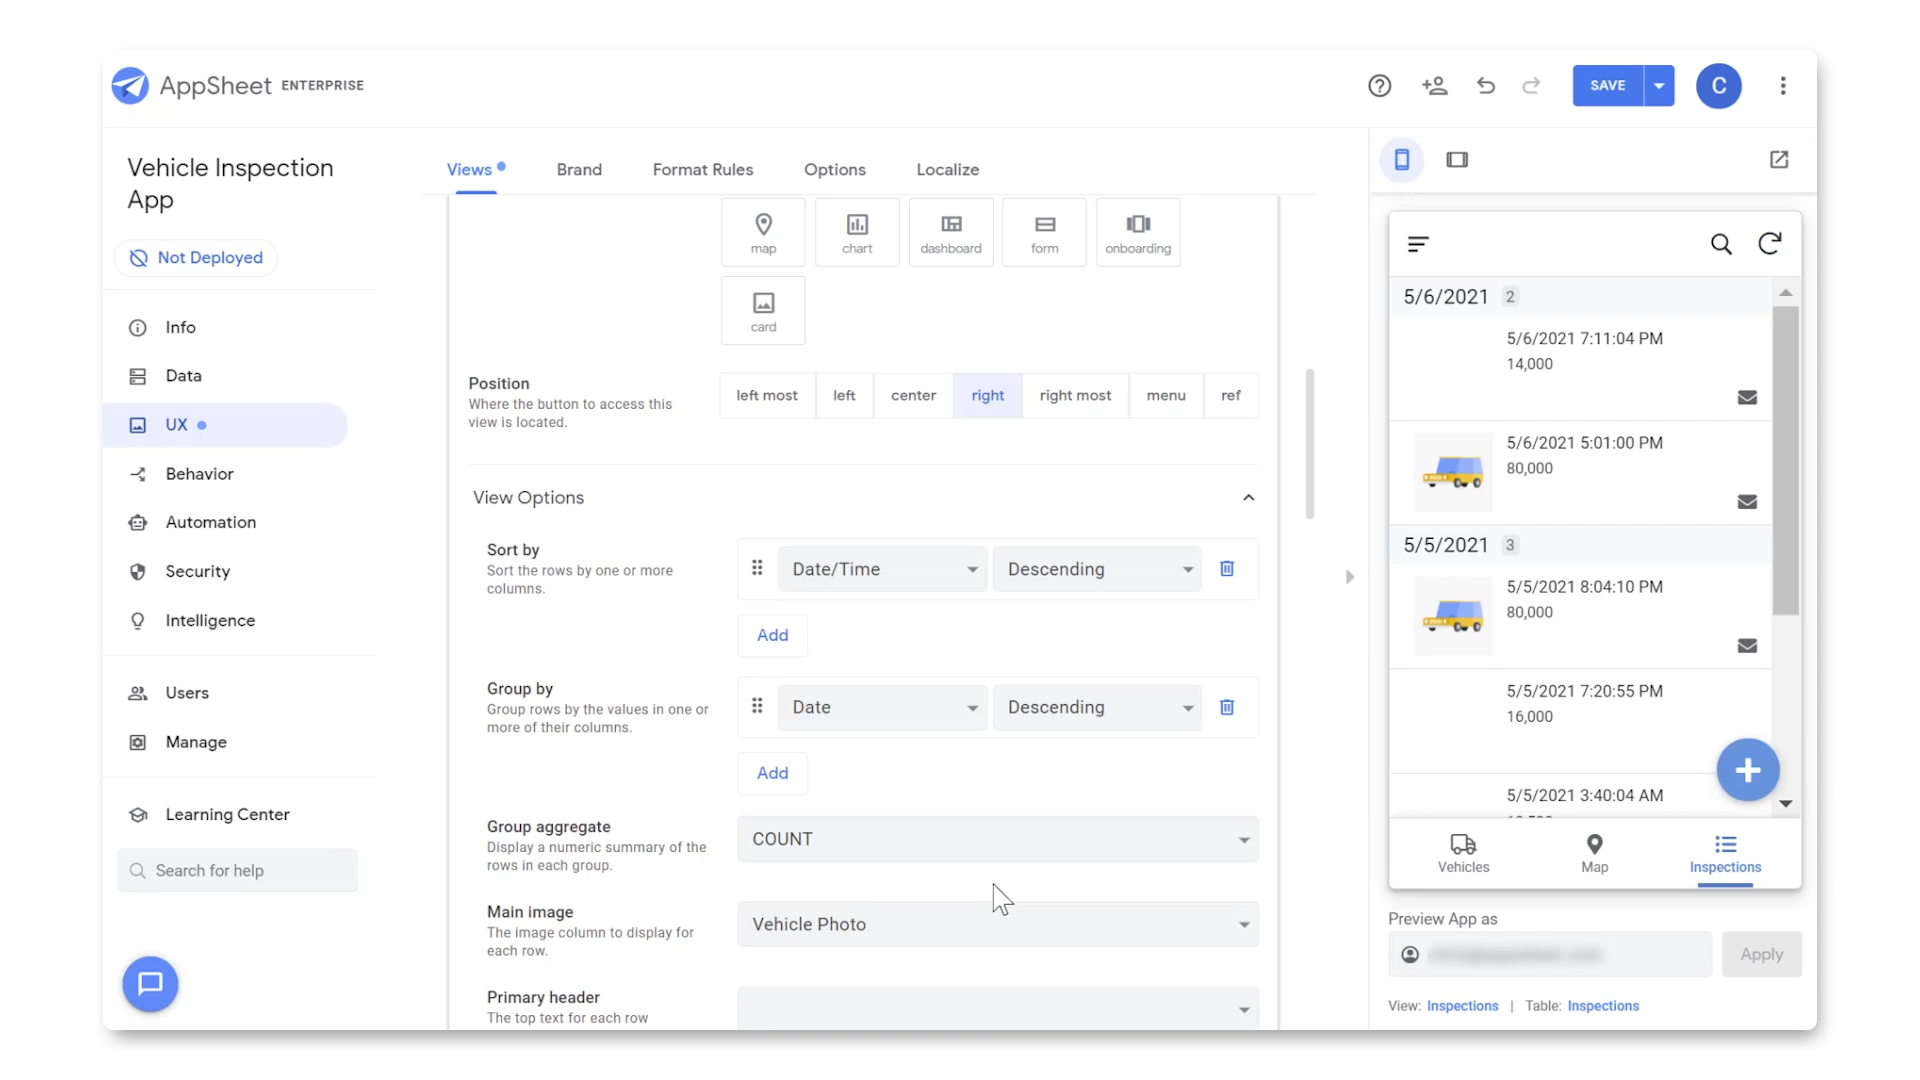 AppSheet ENTERPRISE
SAVE
C
Vehicle Inspection
App
Not Deployed
Info
Data
UX
Behavior
Automation
Security
Intelligence
Users
Manage
Learning Center
Search for help
Views
Brand
Format Rules
Options
Localize
map
chart
dashboard
form
onboarding
card
Position
Where the button to access this
view is located.
left most
left
center
right
right most
menu
ref
View Options
Sort by
Sort the rows by one or more
columns.
Date/Time
Descending
Add
Group by
Group rows by the values in one or
more of their columns.
Date
Descending
Add
Group aggregate
Display a numeric summary of the
rows in each group.
COUNT
Main image
The image column to display for
each row.
Vehicle Photo
Primary header
The top text for each row
5/6/2021 2
5/6/2021 7:11:04 PM
14,000
5/6/2021 5:01:00 PM
80,000
5/5/2021 3
5/5/2021 8:04:10 PM
80,000
5/5/2021 7:20:55 PM
16,000
5/5/2021 3:40:04 AM
Vehicles
Map
Inspections
Preview App as
Apply
View: Inspections | Table: Inspections